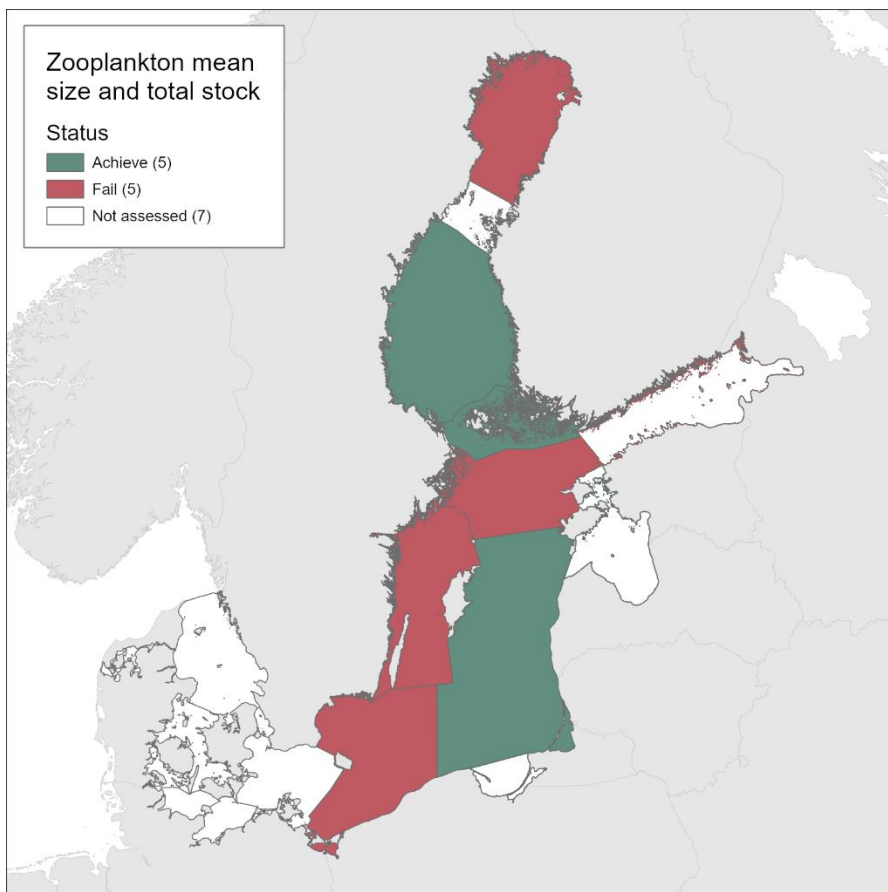 Zooplankton mean
size and total stock
Status
Achieve (5)
Fail (5)
Not assessed (7)